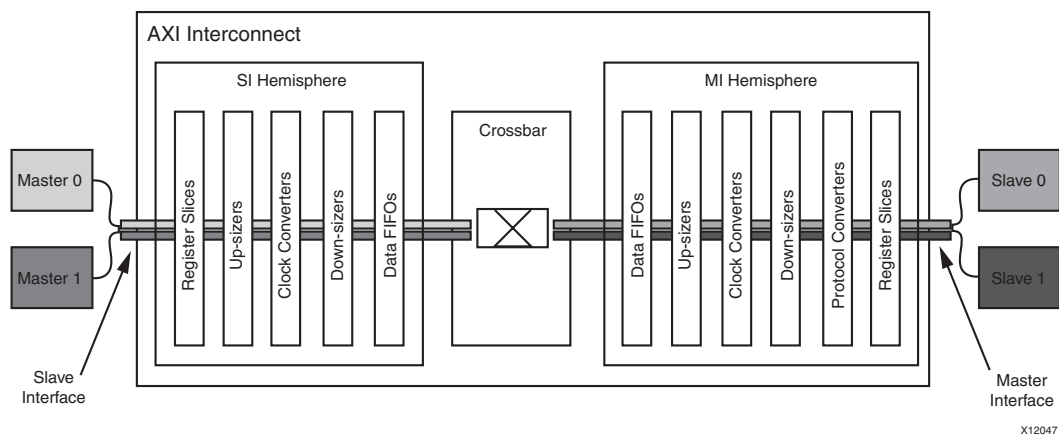 AXI Interconnect
SI Hemisphere
MI Hemisphere
Crossbar
Master 0
Master 1
Register Slices
Up-sizers
Clock Converters
Down-sizers
Data FIFOs
Data FIFOs
Up-sizers
Clock Converters
Down-sizers
Protocol Converters
Register Slices
Slave 0
Slave 1
Slave
Interface
Master
Interface
X12047